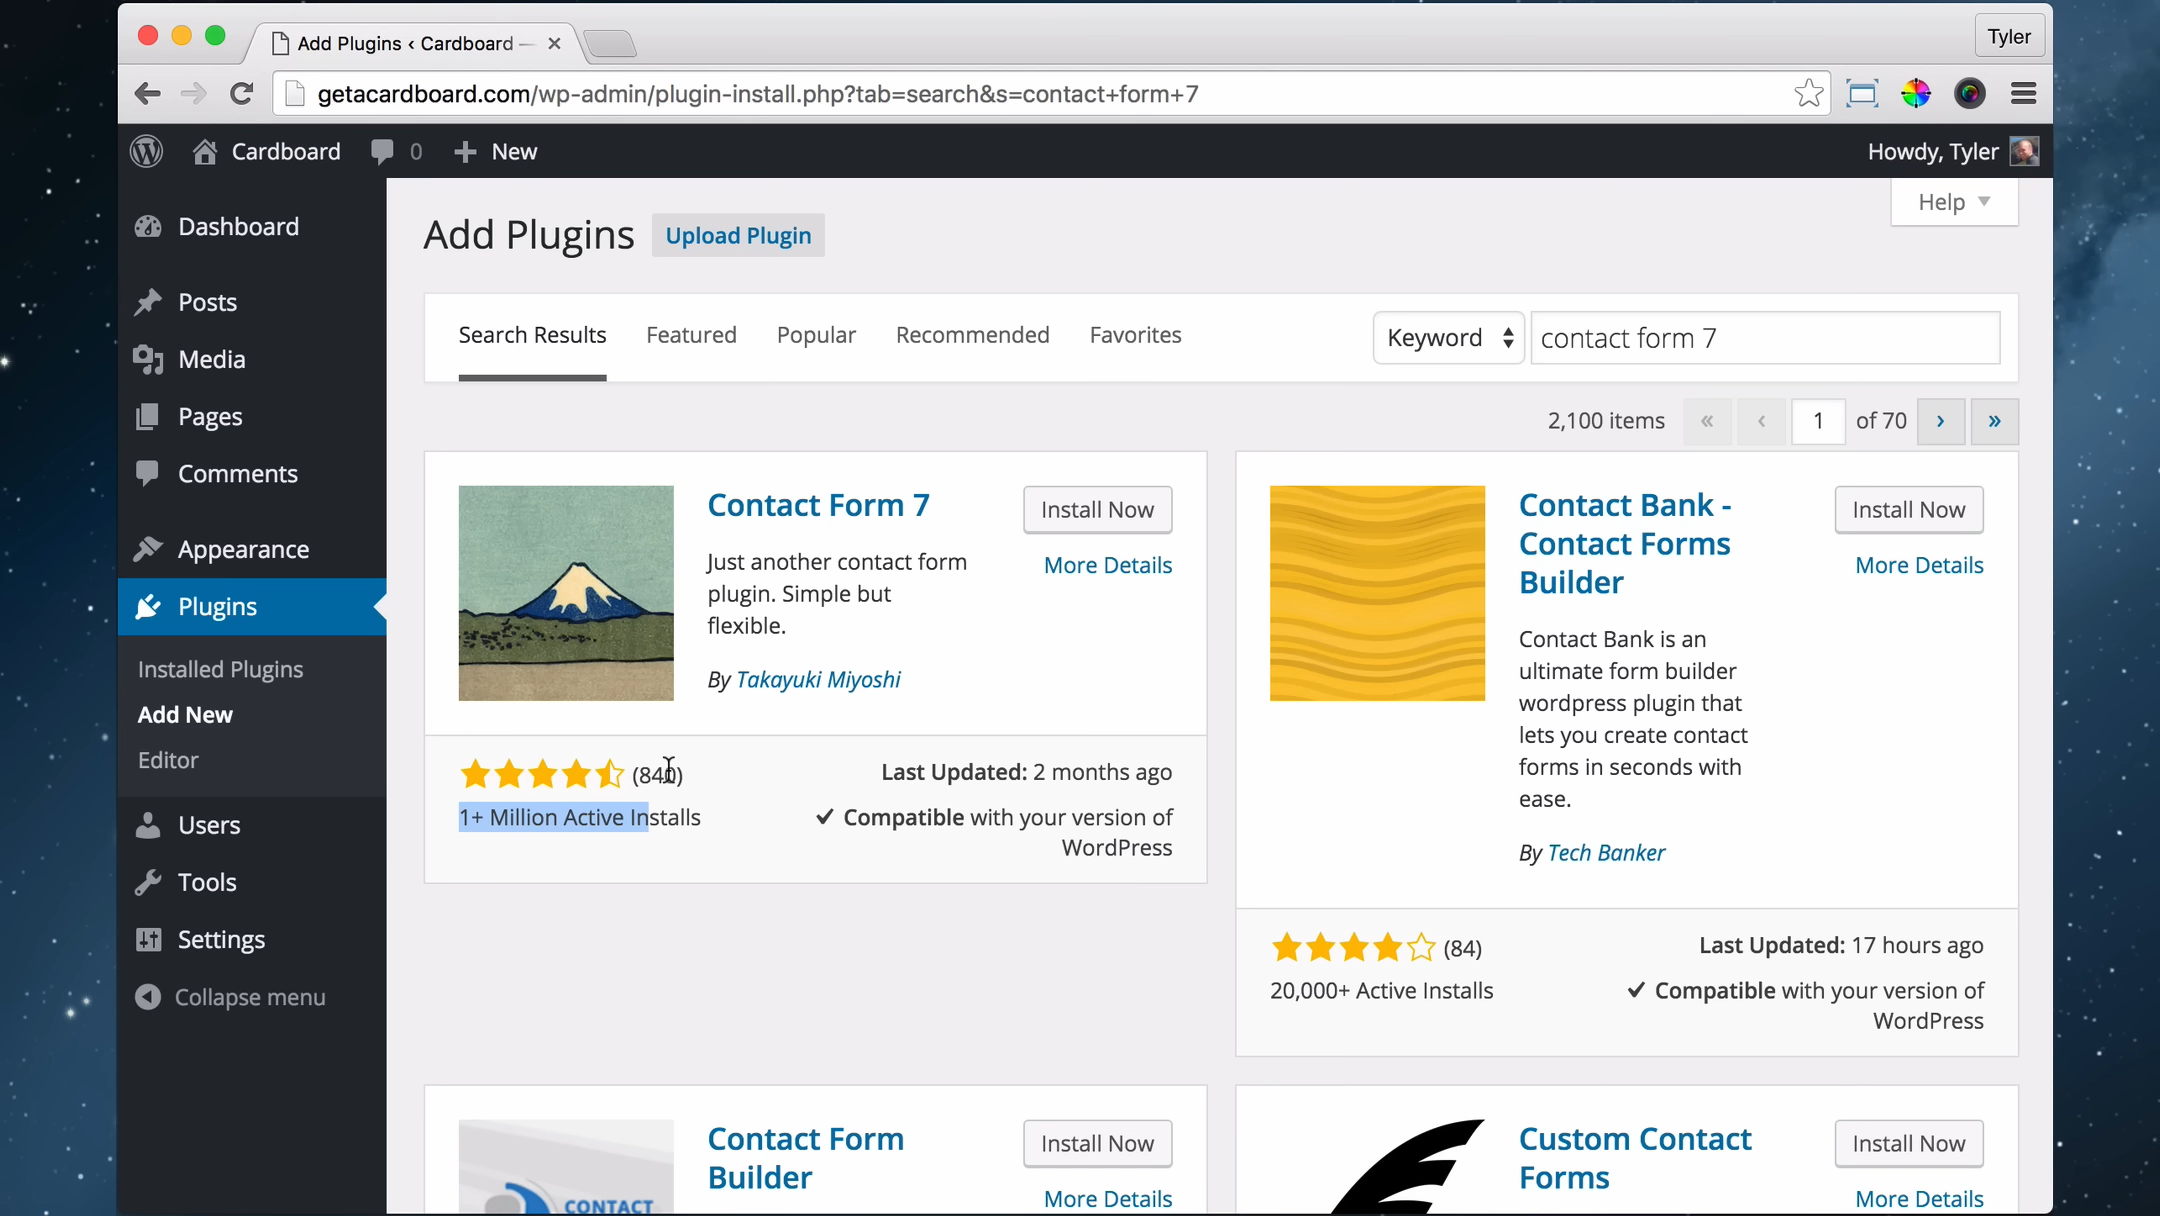 Add Plugins ‹ Cardboard —
Tyler
getacardboard.com/wp-admin/plugin-install.php?tab=search&s=contact+form+7
Cardboard 0 New
Howdy, Tyler
Help
Dashboard
Posts
Media
Pages
Comments
Appearance
Plugins
Installed Plugins
Add New
Editor
Users
Tools
Settings
Collapse menu
Add Plugins Upload Plugin
Search Results Featured Popular Recommended Favorites Keyword contact form 7
2,100 items « ‹ 1 of 70 › »
Contact Form 7
Install Now
More Details
Just another contact form
plugin. Simple but
flexible.
By Takayuki Miyoshi
(840)
Last Updated: 2 months ago
1+ Million Active Installs
Compatible with your version of
WordPress
Contact Bank -
Contact Forms
Builder
Install Now
More Details
Contact Bank is an
ultimate form builder
wordpress plugin that
lets you create contact
forms in seconds with
ease.
By Tech Banker
(84)
Last Updated: 17 hours ago
20,000+ Active Installs
Compatible with your version of
WordPress
CONTACT
Contact Form
Builder
Install Now
More Details
Custom Contact
Forms
Install Now
More Details